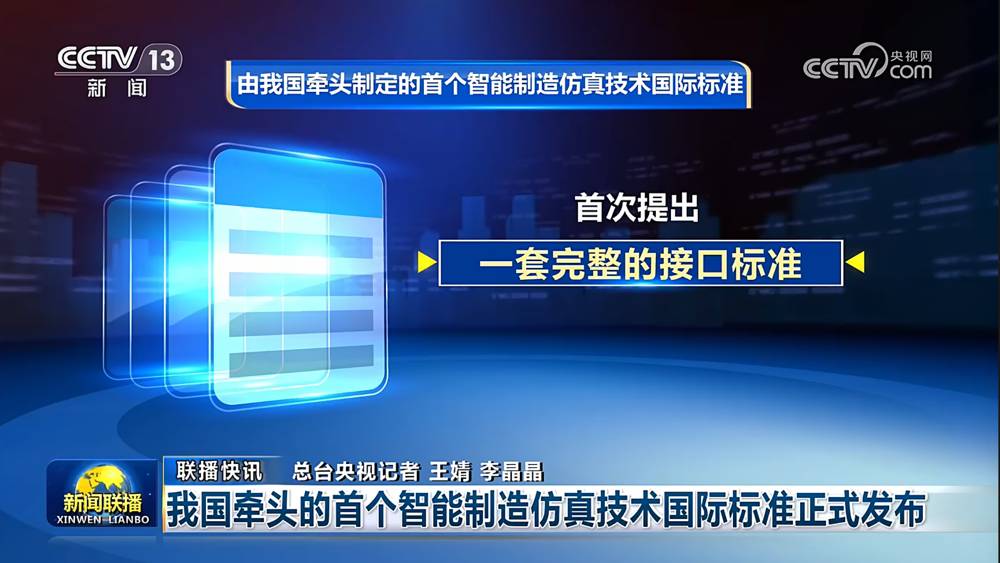 CCTV 13
新闻
央视网
CCTV com
由我国牵头制定的首个智能制造仿真技术国际标准
首次提出
一套完整的接口标准
联播快讯 总台央视记者 王婧 李晶晶
新闻联播
XINWEN LIANBO
我国牵头的首个智能制造仿真技术国际标准正式发布